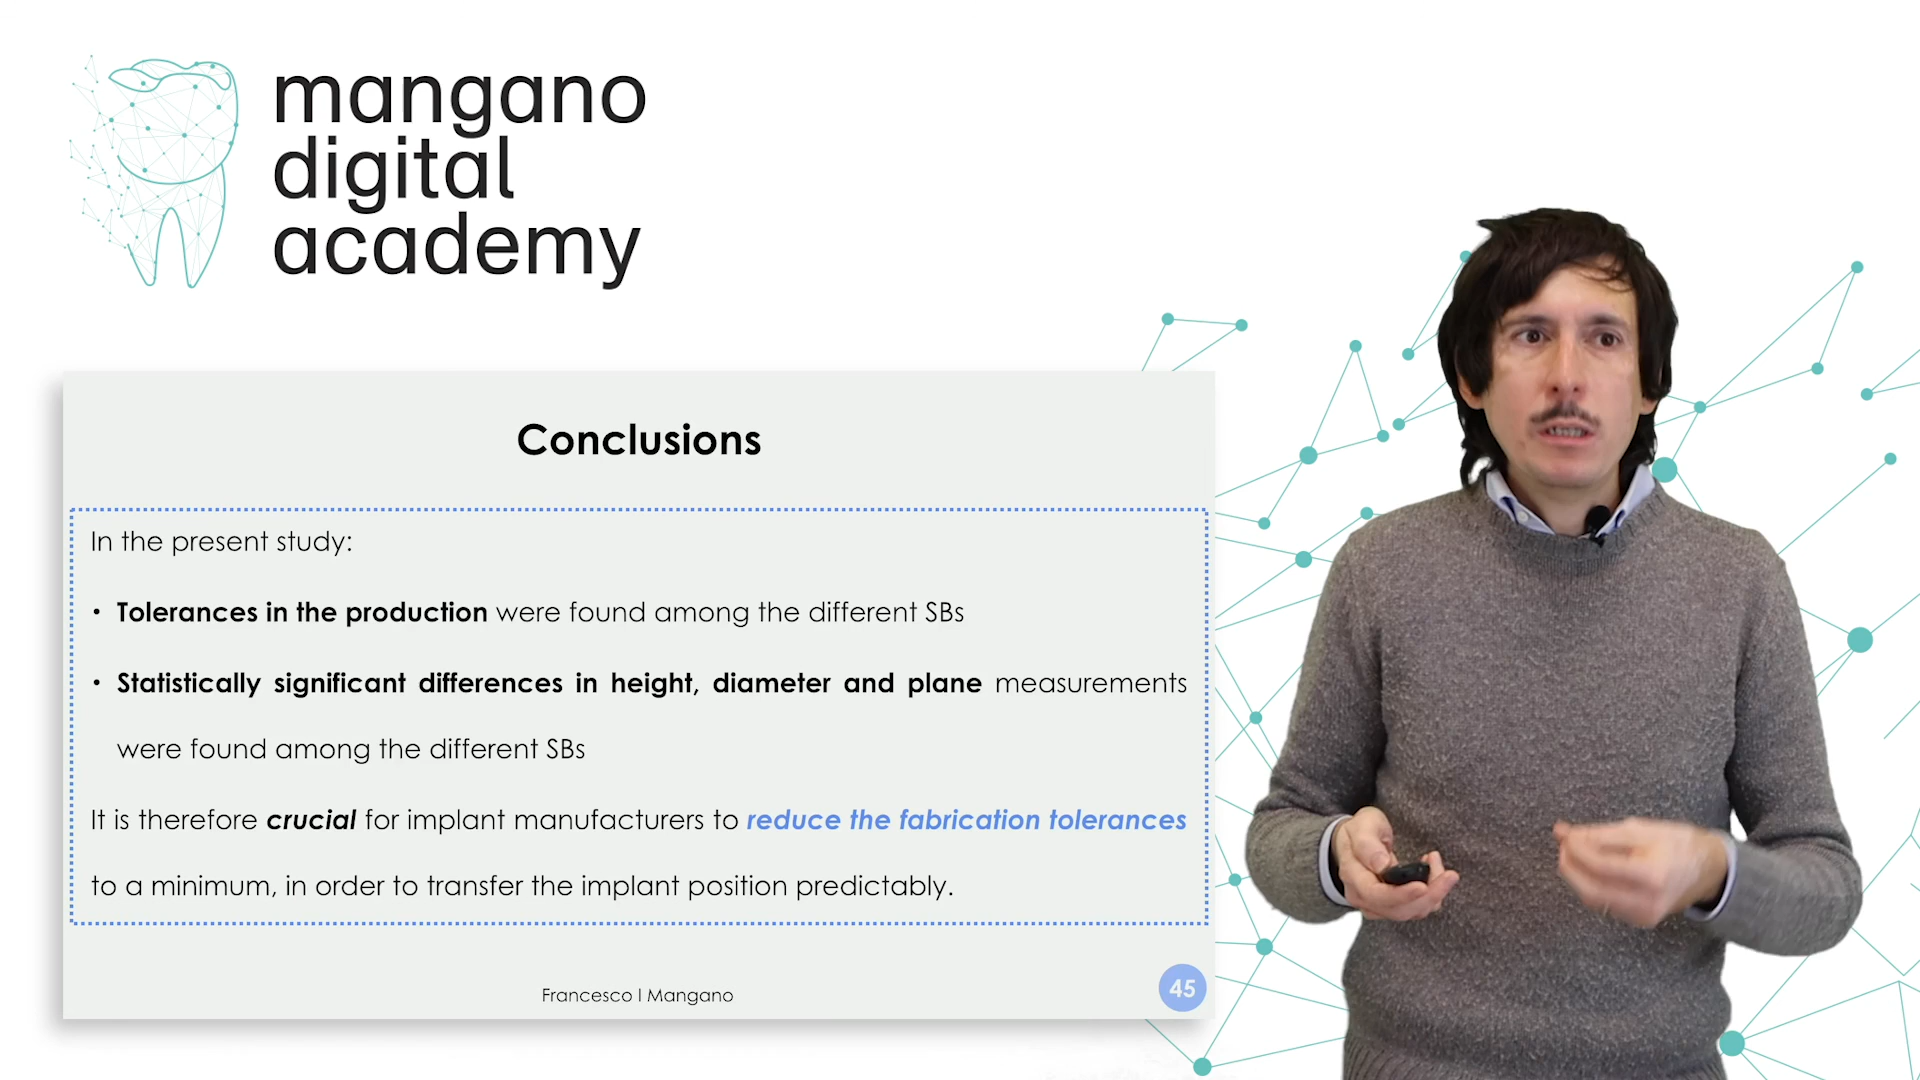 mangano
digital
academy
Conclusions
In the present study:
• Tolerances in the production were found among the different SBs
• Statistically significant differences in height, diameter and plane measurements
were found among the different SBs
It is therefore crucial for implant manufacturers to reduce the fabrication tolerances
to a minimum, in order to transfer the implant position predictably.
Francesco I Mangano
45